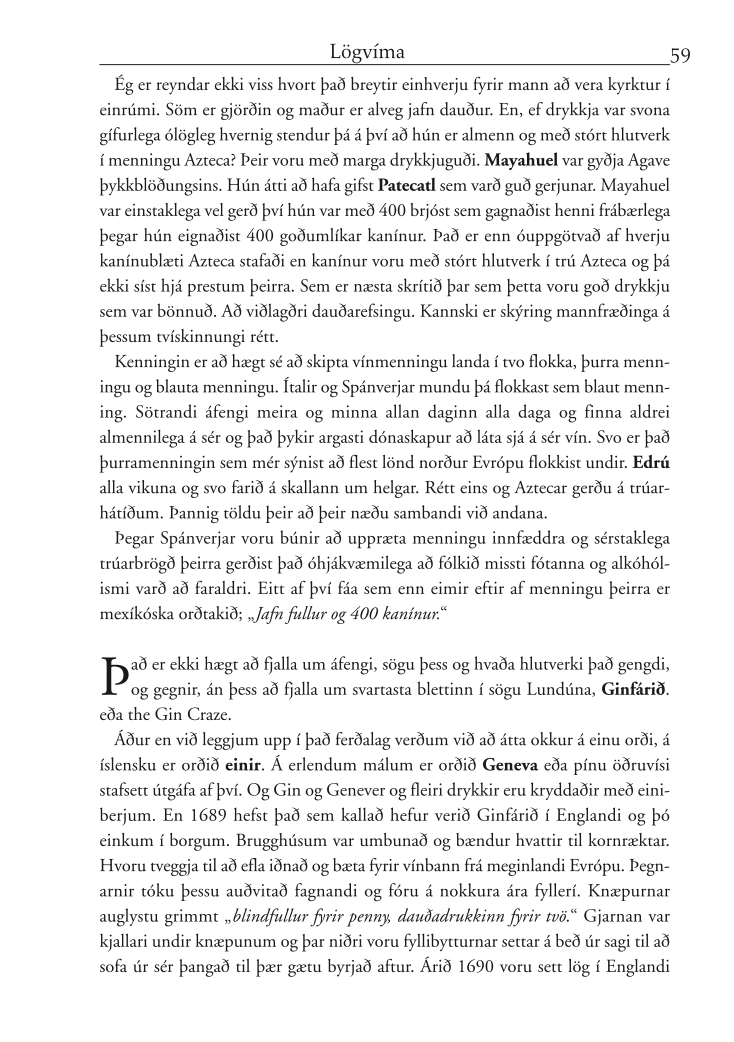 Lögvíma 59
Ég er reyndar ekki viss hvort það breytir einhverju fyrir mann að vera kyrktur í
einrúmi. Söm er gjörðin og maður er alveg jafn dauður. En, ef drykkja var svona
gífurlega ólögleg hvernig stendur þá á því að hún er almenn og með stórt hlutverk
í menningu Azteca? Þeir voru með marga drykkjuguði. Mayahuel var gyðja Agave
þykkblöðungsins. Hún átti að hafa gifst Patecatl sem varð guð gerjunar. Mayahuel
var einstaklega vel gerð því hún var með 400 brjóst sem gagnaðist henni frábærlega
þegar hún eignaðist 400 goðumlíkar kanínur. Það er enn óuppgötvað af hverju
kanínublæti Azteca stafaði en kanínur voru með stórt hlutverk í trú Azteca og þá
ekki síst hjá prestum þeirra. Sem er næsta skrítið þar sem þetta voru goð drykkju
sem var bönnuð. Að viðlagðri dauðarefsingu. Kannski er skýring mannfræðinga á
þessum tvískinnungi rétt.
Kenningin er að hægt sé að skipta vínmenningu landa í tvo flokka, þurra menn-
ingu og blauta menningu. Ítalir og Spánverjar mundu þá flokkast sem blaut menn-
ing. Sötrandi áfengi meira og minna allan daginn alla daga og finna aldrei
almennilega á sér og það þykir argasti dónaskapur að láta sjá á sér vín. Svo er það
þurramenningin sem mér sýnist að flest lönd norður Evrópu flokkist undir. Edrú
alla vikuna og svo farið á skallann um helgar. Rétt eins og Aztecar gerðu á trúar-
hátíðum. Þannig töldu þeir að þeir næðu sambandi við andana.
Þegar Spánverjar voru búnir að uppræta menningu innfæddra og sérstaklega
trúarbrögð þeirra gerðist það óhjákvæmilega að fólkið missti fótanna og alkóhól-
ismi varð að faraldri. Eitt af því fáa sem enn eimir eftir af menningu þeirra er
mexíkóska orðtakið; „Jafn fullur og 400 kanínur.“
Það er ekki hægt að fjalla um áfengi, sögu þess og hvaða hlutverki það gengdi,
og gegnir, án þess að fjalla um svartasta blettinn í sögu Lundúna, Ginfárið.
eða the Gin Craze.
Áður en við leggjum upp í það ferðalag verðum við að átta okkur á einu orði, á
íslensku er orðið einir. Á erlendum málum er orðið Geneva eða pínu öðruvísi
stafsett útgáfa af því. Og Gin og Genever og fleiri drykkir eru kryddaðir með eini-
berjum. En 1689 hefst það sem kallað hefur verið Ginfárið í Englandi og þó
einkum í borgum. Brugghúsum var umbunað og bændur hvattir til kornræktar.
Hvoru tveggja til að efla iðnað og bæta fyrir vínbann frá meginlandi Evrópu. Þegn-
arnir tóku þessu auðvitað fagnandi og fóru á nokkura ára fyllerí. Knæpurnar
auglystu grimmt „blindfullur fyrir penny, dauðadrukkinn fyrir tvö.“ Gjarnan var
kjallari undir knæpunum og þar niðri voru fyllibytturnar settar á beð úr sagi til að
sofa úr sér þangað til þær gætu byrjað aftur. Árið 1690 voru sett lög í Englandi